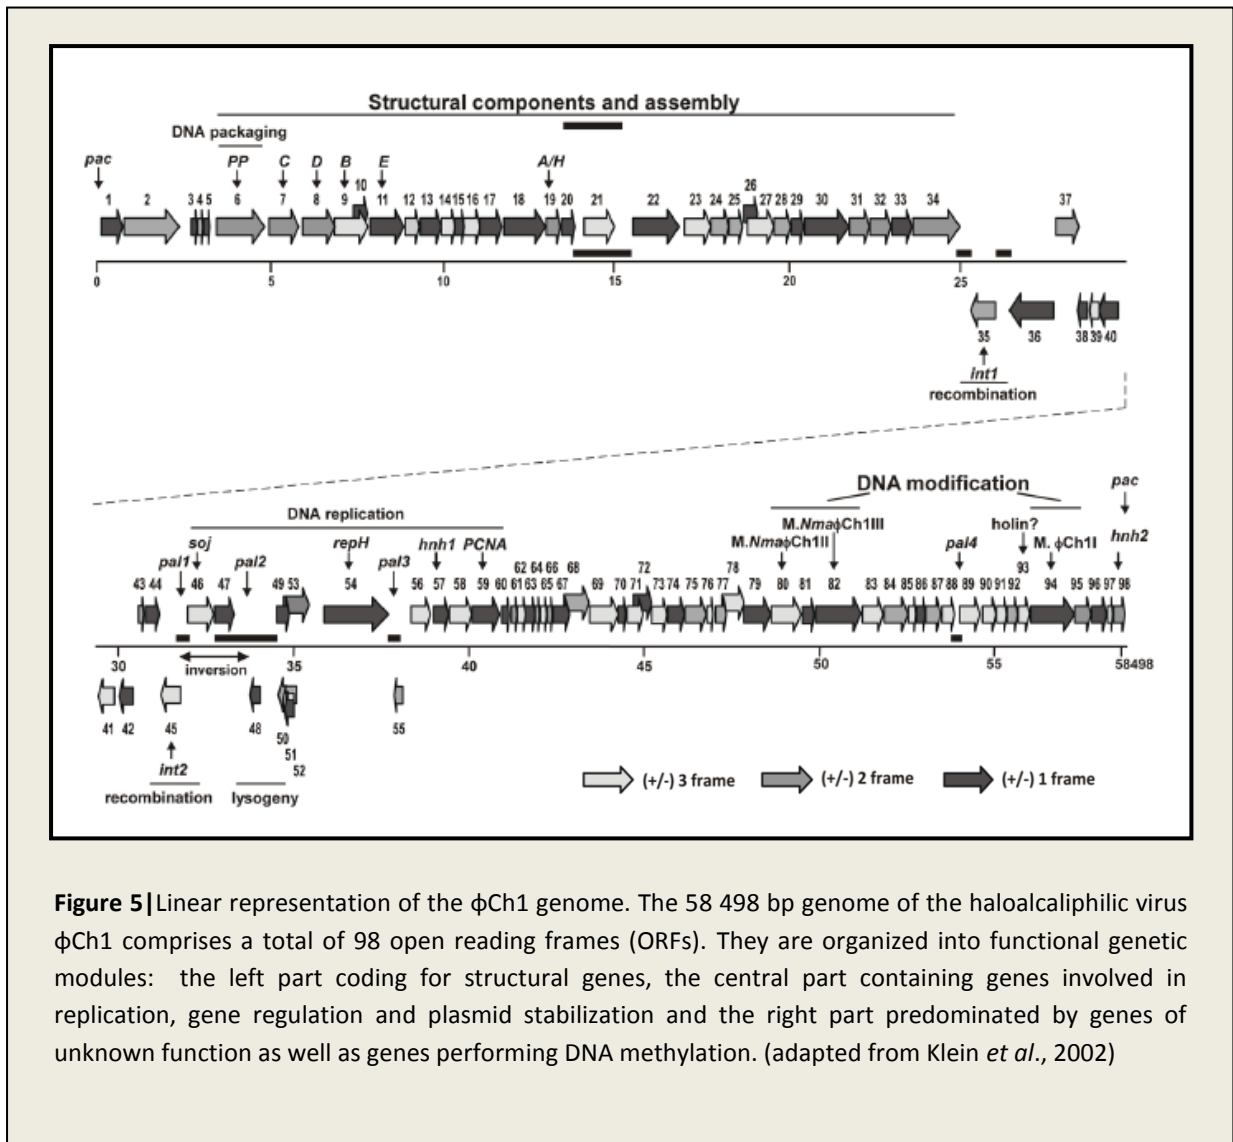 Structural components and assembly
DNA packaging
pac PP C D B E A/H
10 26
1 2 3 4 5 6 7 8 9 11 12 13 14 15 16 17 18 19 20 21 22 23 24 25 27 28 29 30 31 32 33 34 37
0 5 10 15 20 25
35 36 38 39 40
int1
recombination
DNA modification
pac
DNA replication
M.NmaϕCh1III holin? hnh2
soj repH hnh1 PCNA M.NmaϕCh1II M. ϕCh1I
pal1 pal2 pal3 pal4
62 64 66 68 72 78 93
43 44 46 47 49 53 54 56 57 58 59 60 61 63 65 67 69 70 71 73 74 75 76 77 79 80 81 82 83 84 85 86 87 88 89 90 91 92 94 95 96 97 98
30 35 40 45 50 55 58498
inversion
41 42 45 48 50 51 52 55
int2
recombination lysogeny
(+/-) 3 frame (+/-) 2 frame (+/-) 1 frame
Figure 5|Linear representation of the ϕCh1 genome. The 58 498 bp genome of the haloalcaliphilic virus
ϕCh1 comprises a total of 98 open reading frames (ORFs). They are organized into functional genetic
modules: the left part coding for structural genes, the central part containing genes involved in
replication, gene regulation and plasmid stabilization and the right part predominated by genes of
unknown function as well as genes performing DNA methylation. (adapted from Klein et al., 2002)